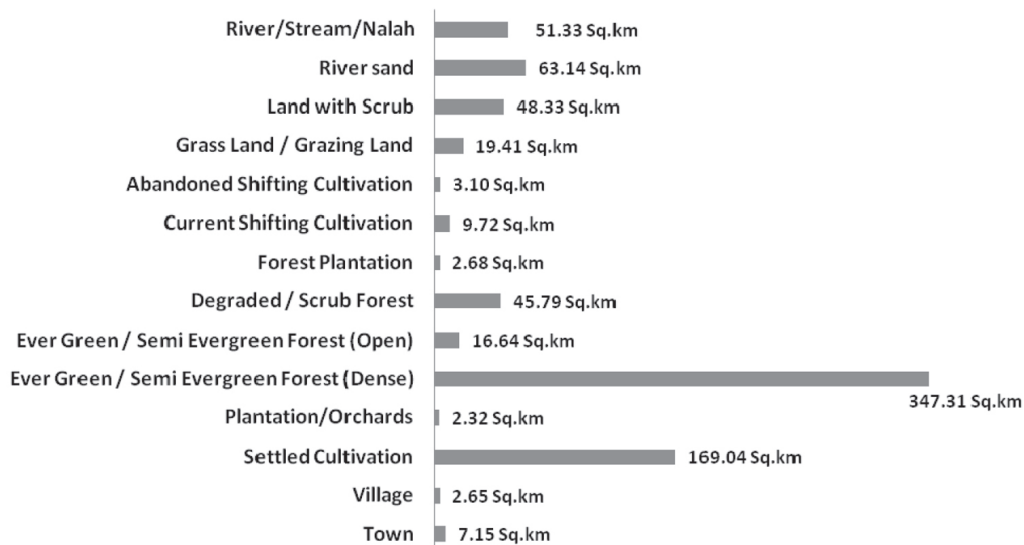 River/Stream/Nalah 51.33 Sq.km
River sand 63.14 Sq.km
Land with Scrub 48.33 Sq.km
Grass Land / Grazing Land 19.41 Sq.km
Abandoned Shifting Cultivation 3.10 Sq.km
Current Shifting Cultivation 9.72 Sq.km
Forest Plantation 2.68 Sq.km
Degraded / Scrub Forest 45.79 Sq.km
Ever Green / Semi Evergreen Forest (Open) 16.64 Sq.km
Ever Green / Semi Evergreen Forest (Dense)
347.31 Sq.km
Plantation/Orchards 2.32 Sq.km
Settled Cultivation 169.04 Sq.km
Village 2.65 Sq.km
Town 7.15 Sq.km